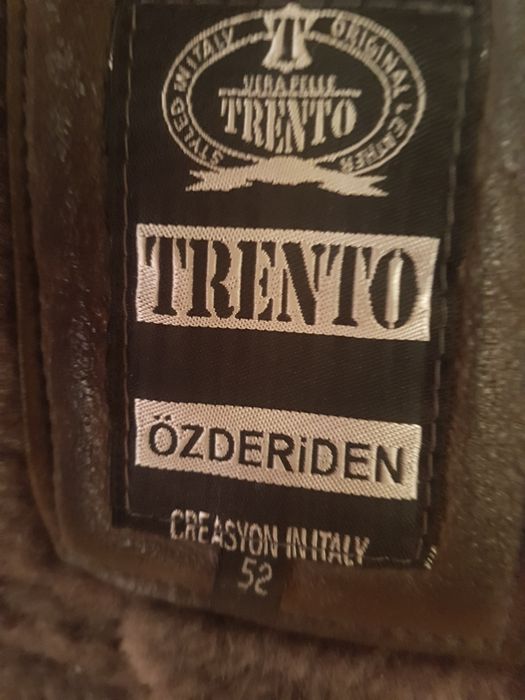 STYLED IN ITALY ORIGINAL LEATHER
VERA PELLE
TRENTO
TRENTO
ÖZDERiDEN
CREASYON IN ITALY
52